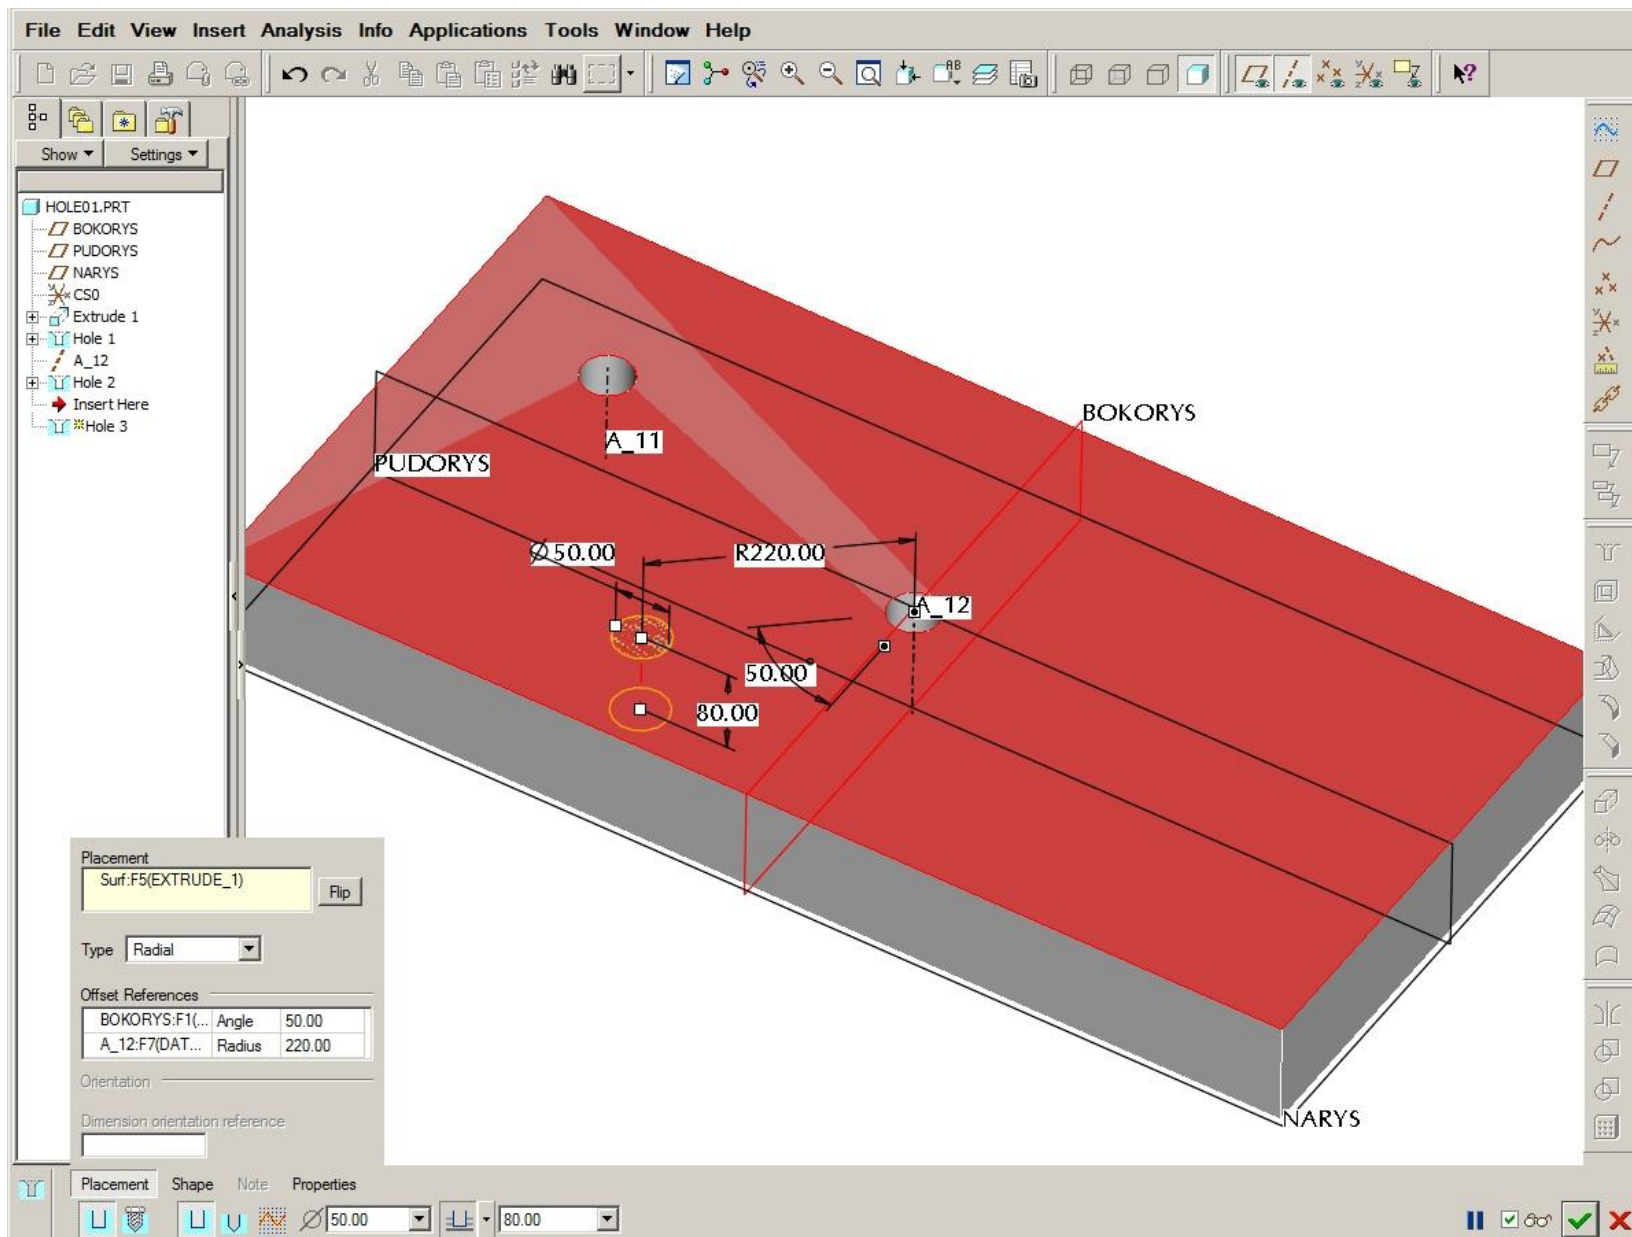 File Edit View Insert Analysis Info Applications Tools Window Help
Show Settings
HOLE01.PRT
BOKORYS
PUDORYS
NARYS
CS0
Extrude 1
Hole 1
A_12
Hole 2
Insert Here
Hole 3
BOKORYS
A_11
PUDORYS
Ø50.00
R220.00
A_12
50.00°
80.00
NARYS
Placement
Surf:F5(EXTRUDE_1)
Flip
Type Radial
Offset References
BOKORYS:F1(... Angle 50.00
A_12:F7(DAT... Radius 220.00
Orientation
Dimension orientation reference
Placement Shape Note Properties
50.00 80.00